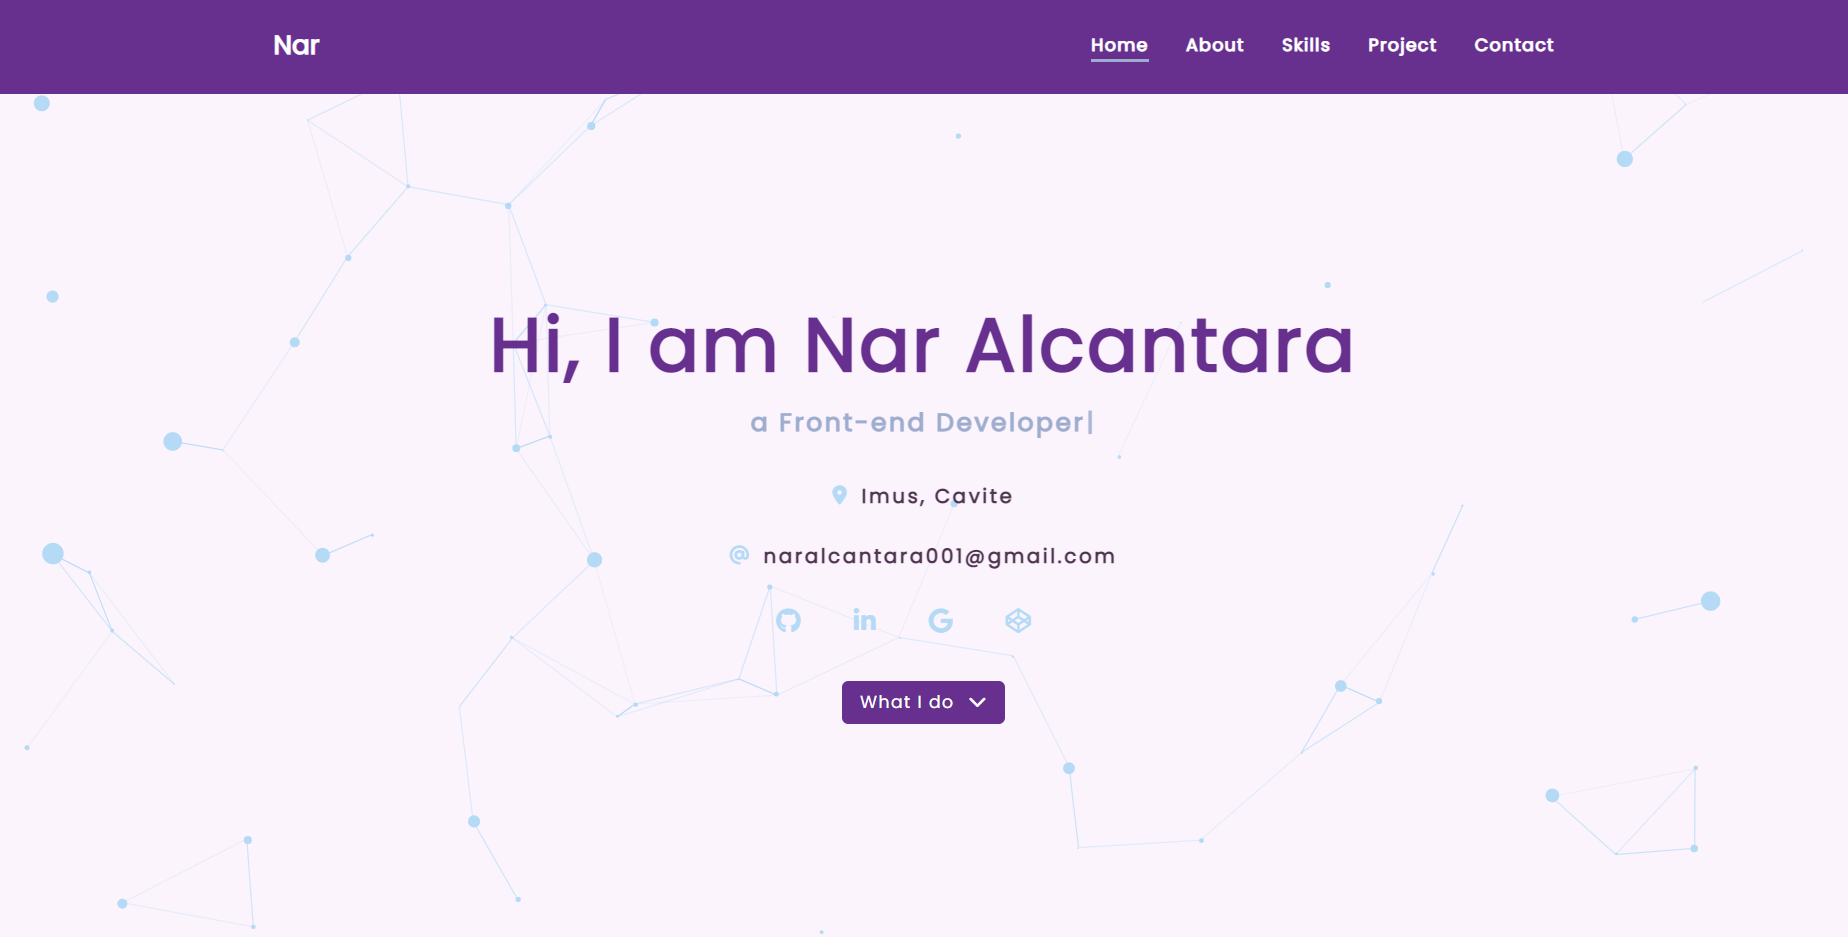 Nar
Home About Skills Project Contact
Hi, I am Nar Alcantara
a Front-end Developer|
Imus, Cavite
naralcantara001@gmail.com
What I do